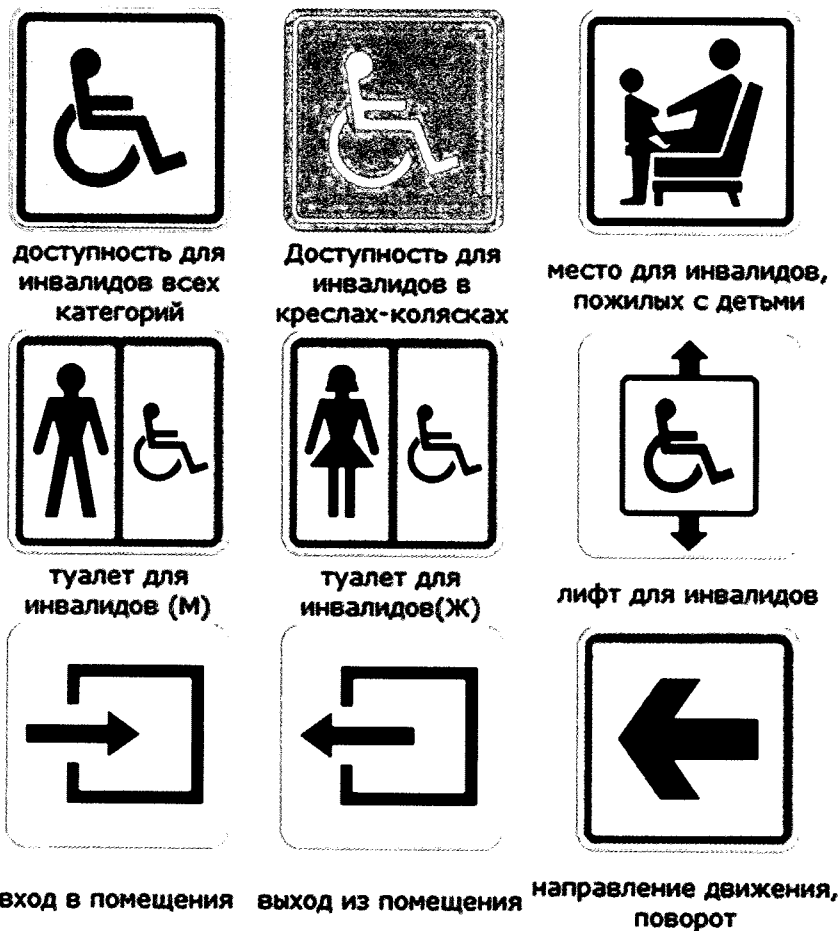 доступность для
инвалидов всех
категорий
Доступность для
инвалидов в
креслах-колясках
место для инвалидов,
пожилых с детьми
туалет для
инвалидов (М)
туалет для
инвалидов(Ж)
лифт для инвалидов
вход в помещения
выход из помещения
направление движения,
поворот